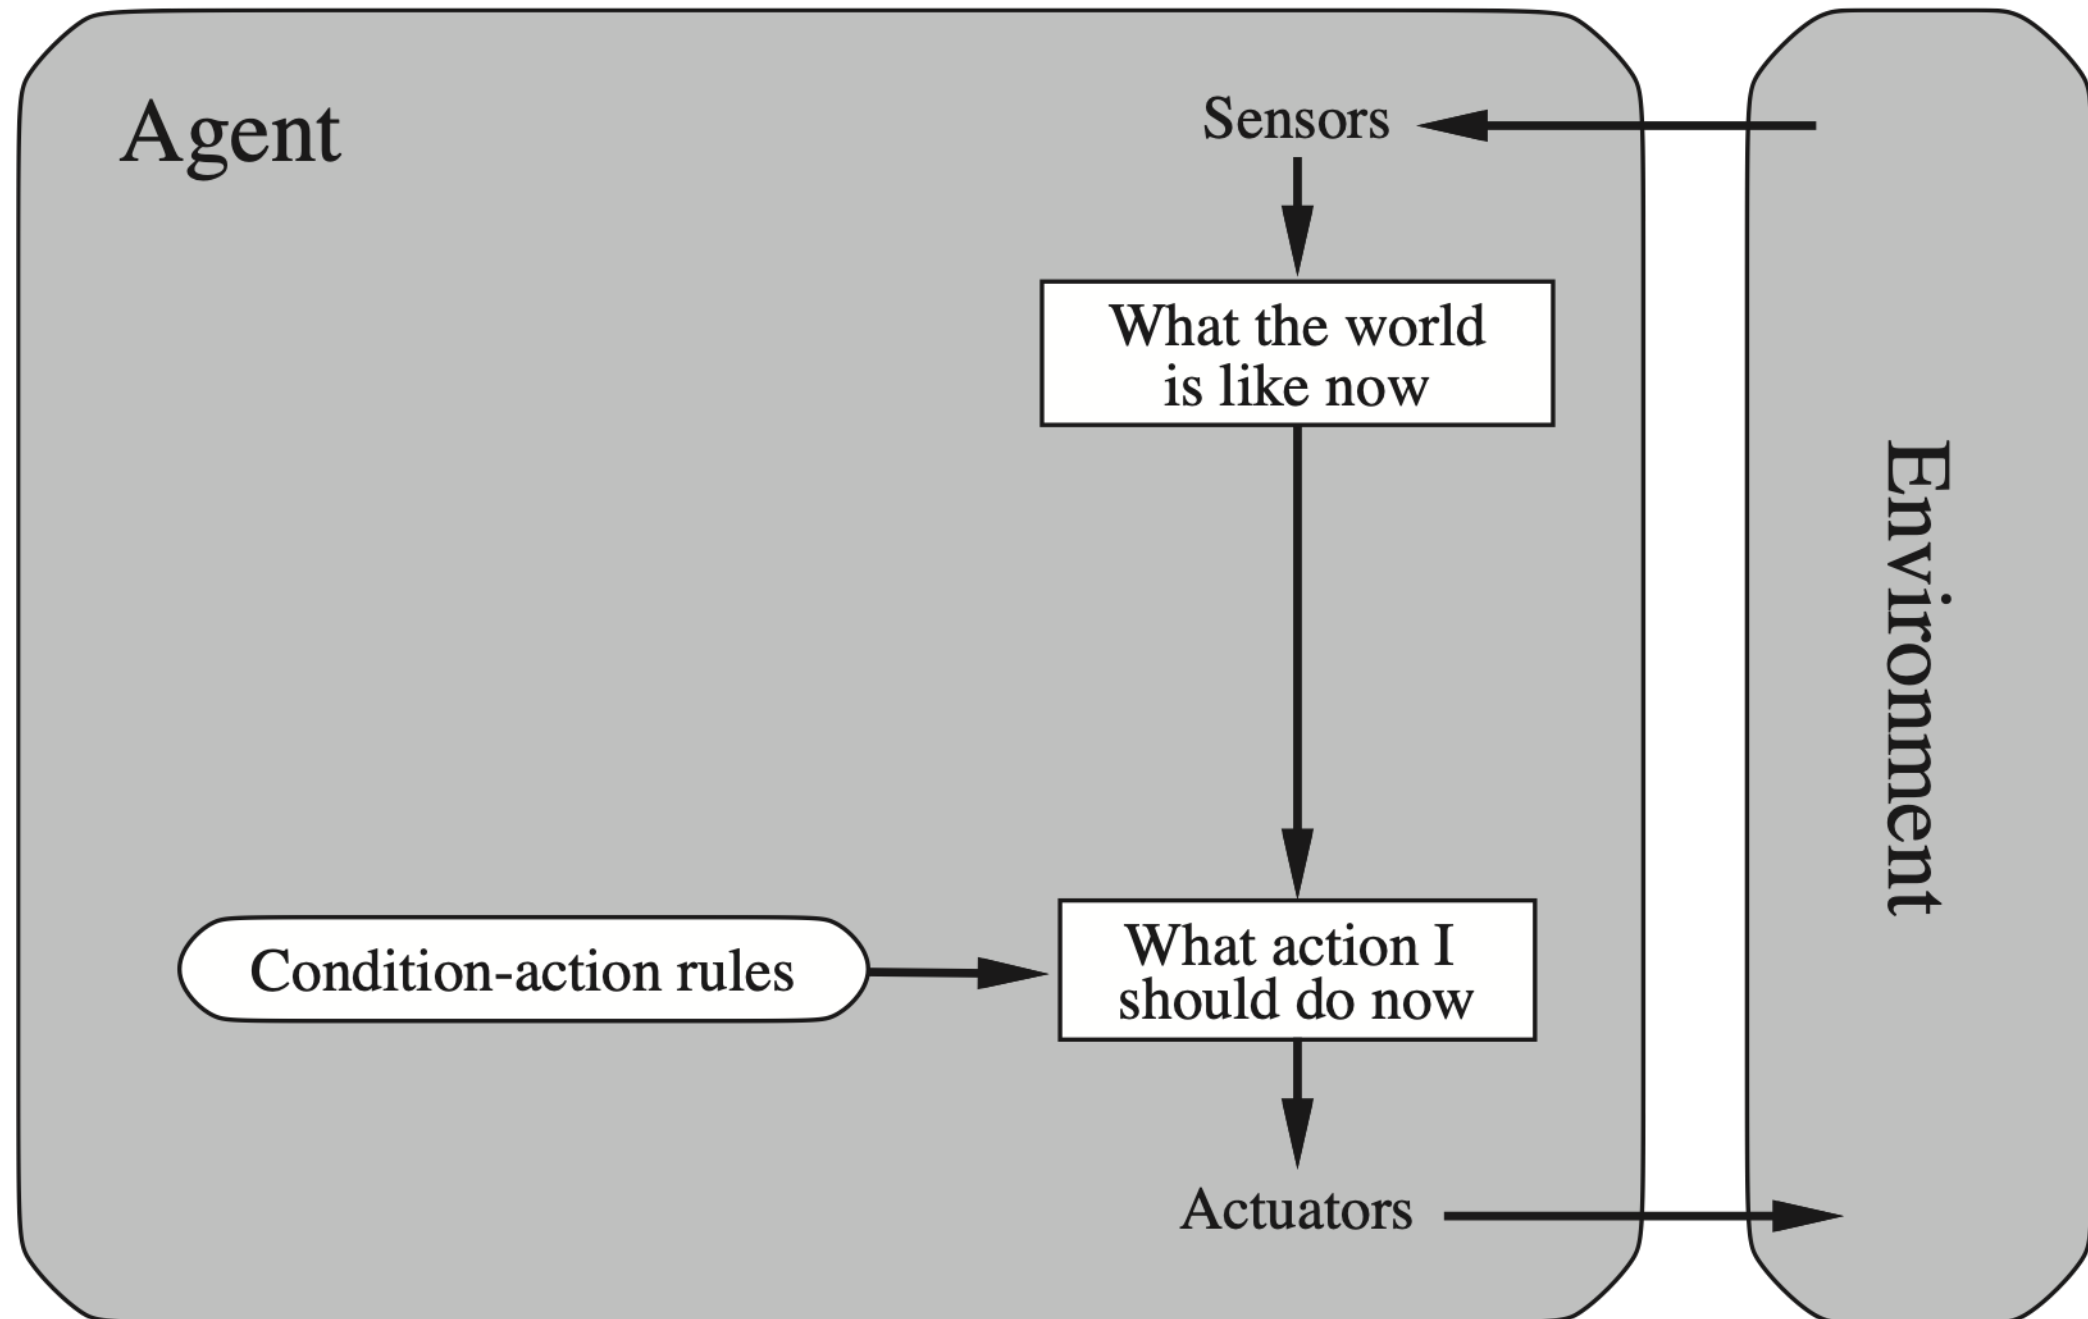 Agent
Sensors
What the world
is like now
Environment
Condition-action rules
What action I
should do now
Actuators